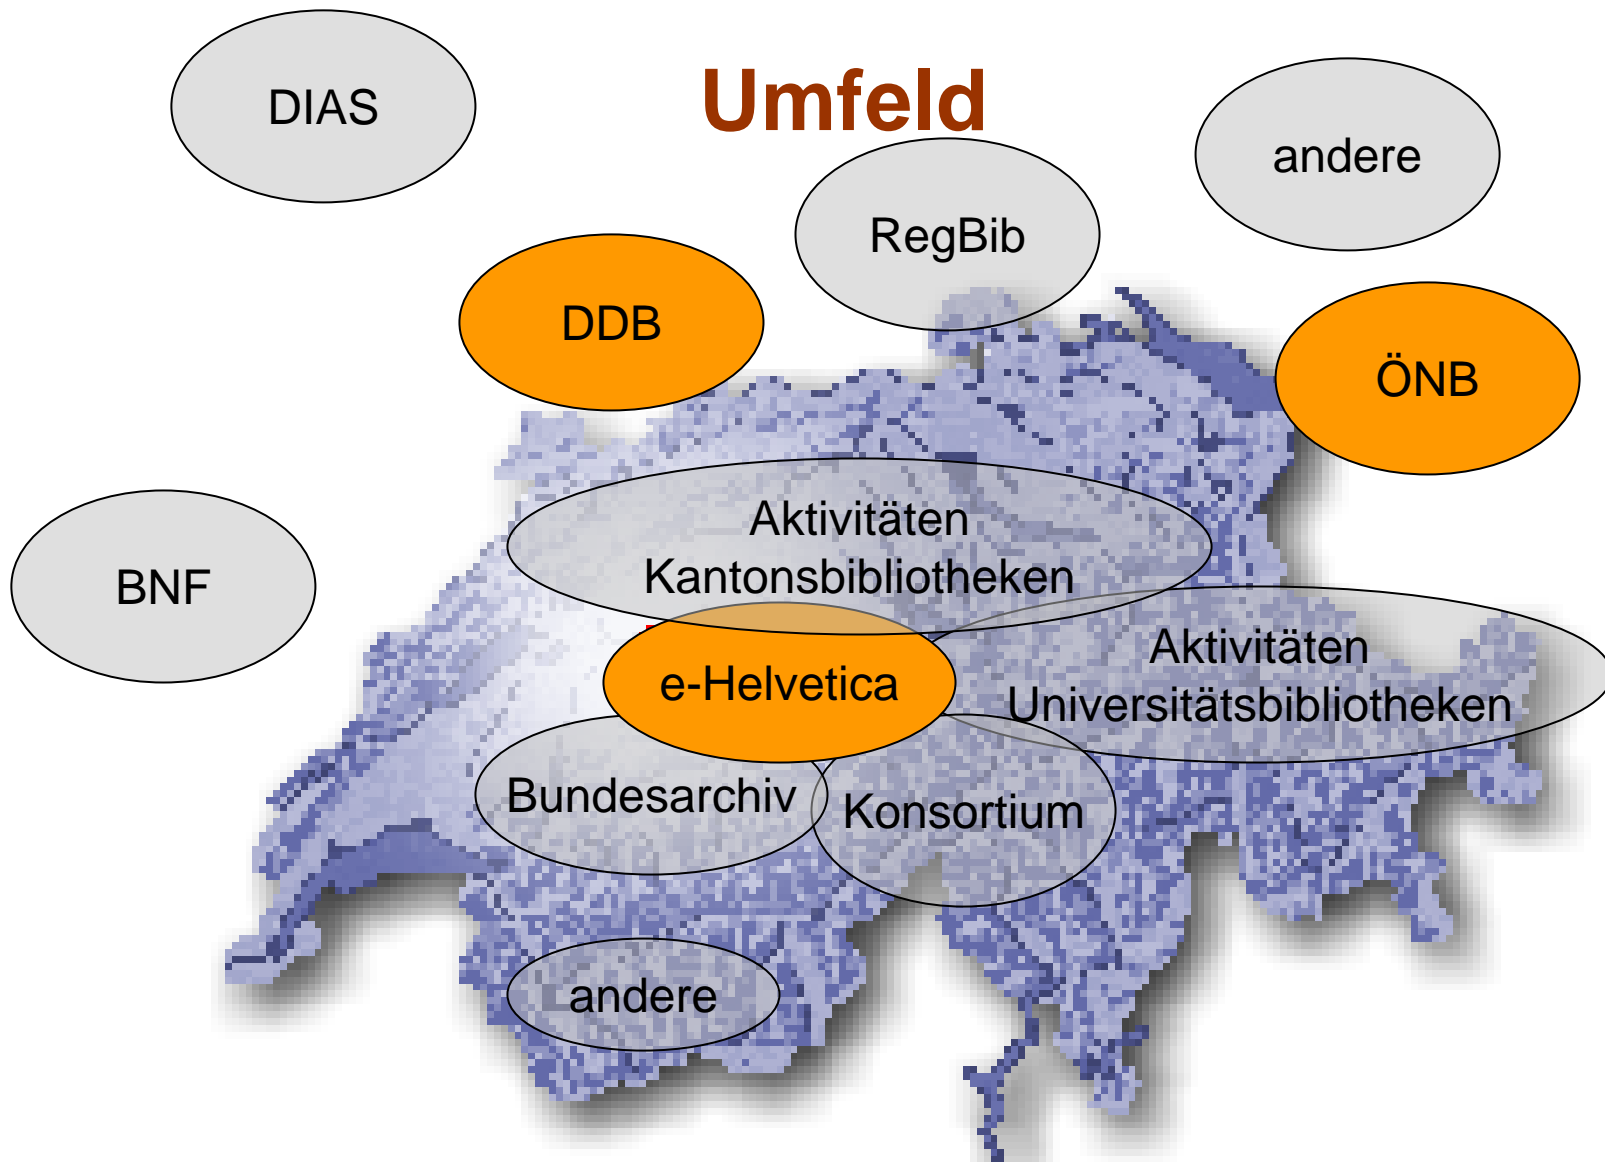 Umfeld
DIAS
andere
RegBib
DDB
ÖNB
Aktivitäten
Kantonsbibliotheken
BNF
Aktivitäten
Universitätsbibliotheken
e-Helvetica
Bundesarchiv
Konsortium
andere